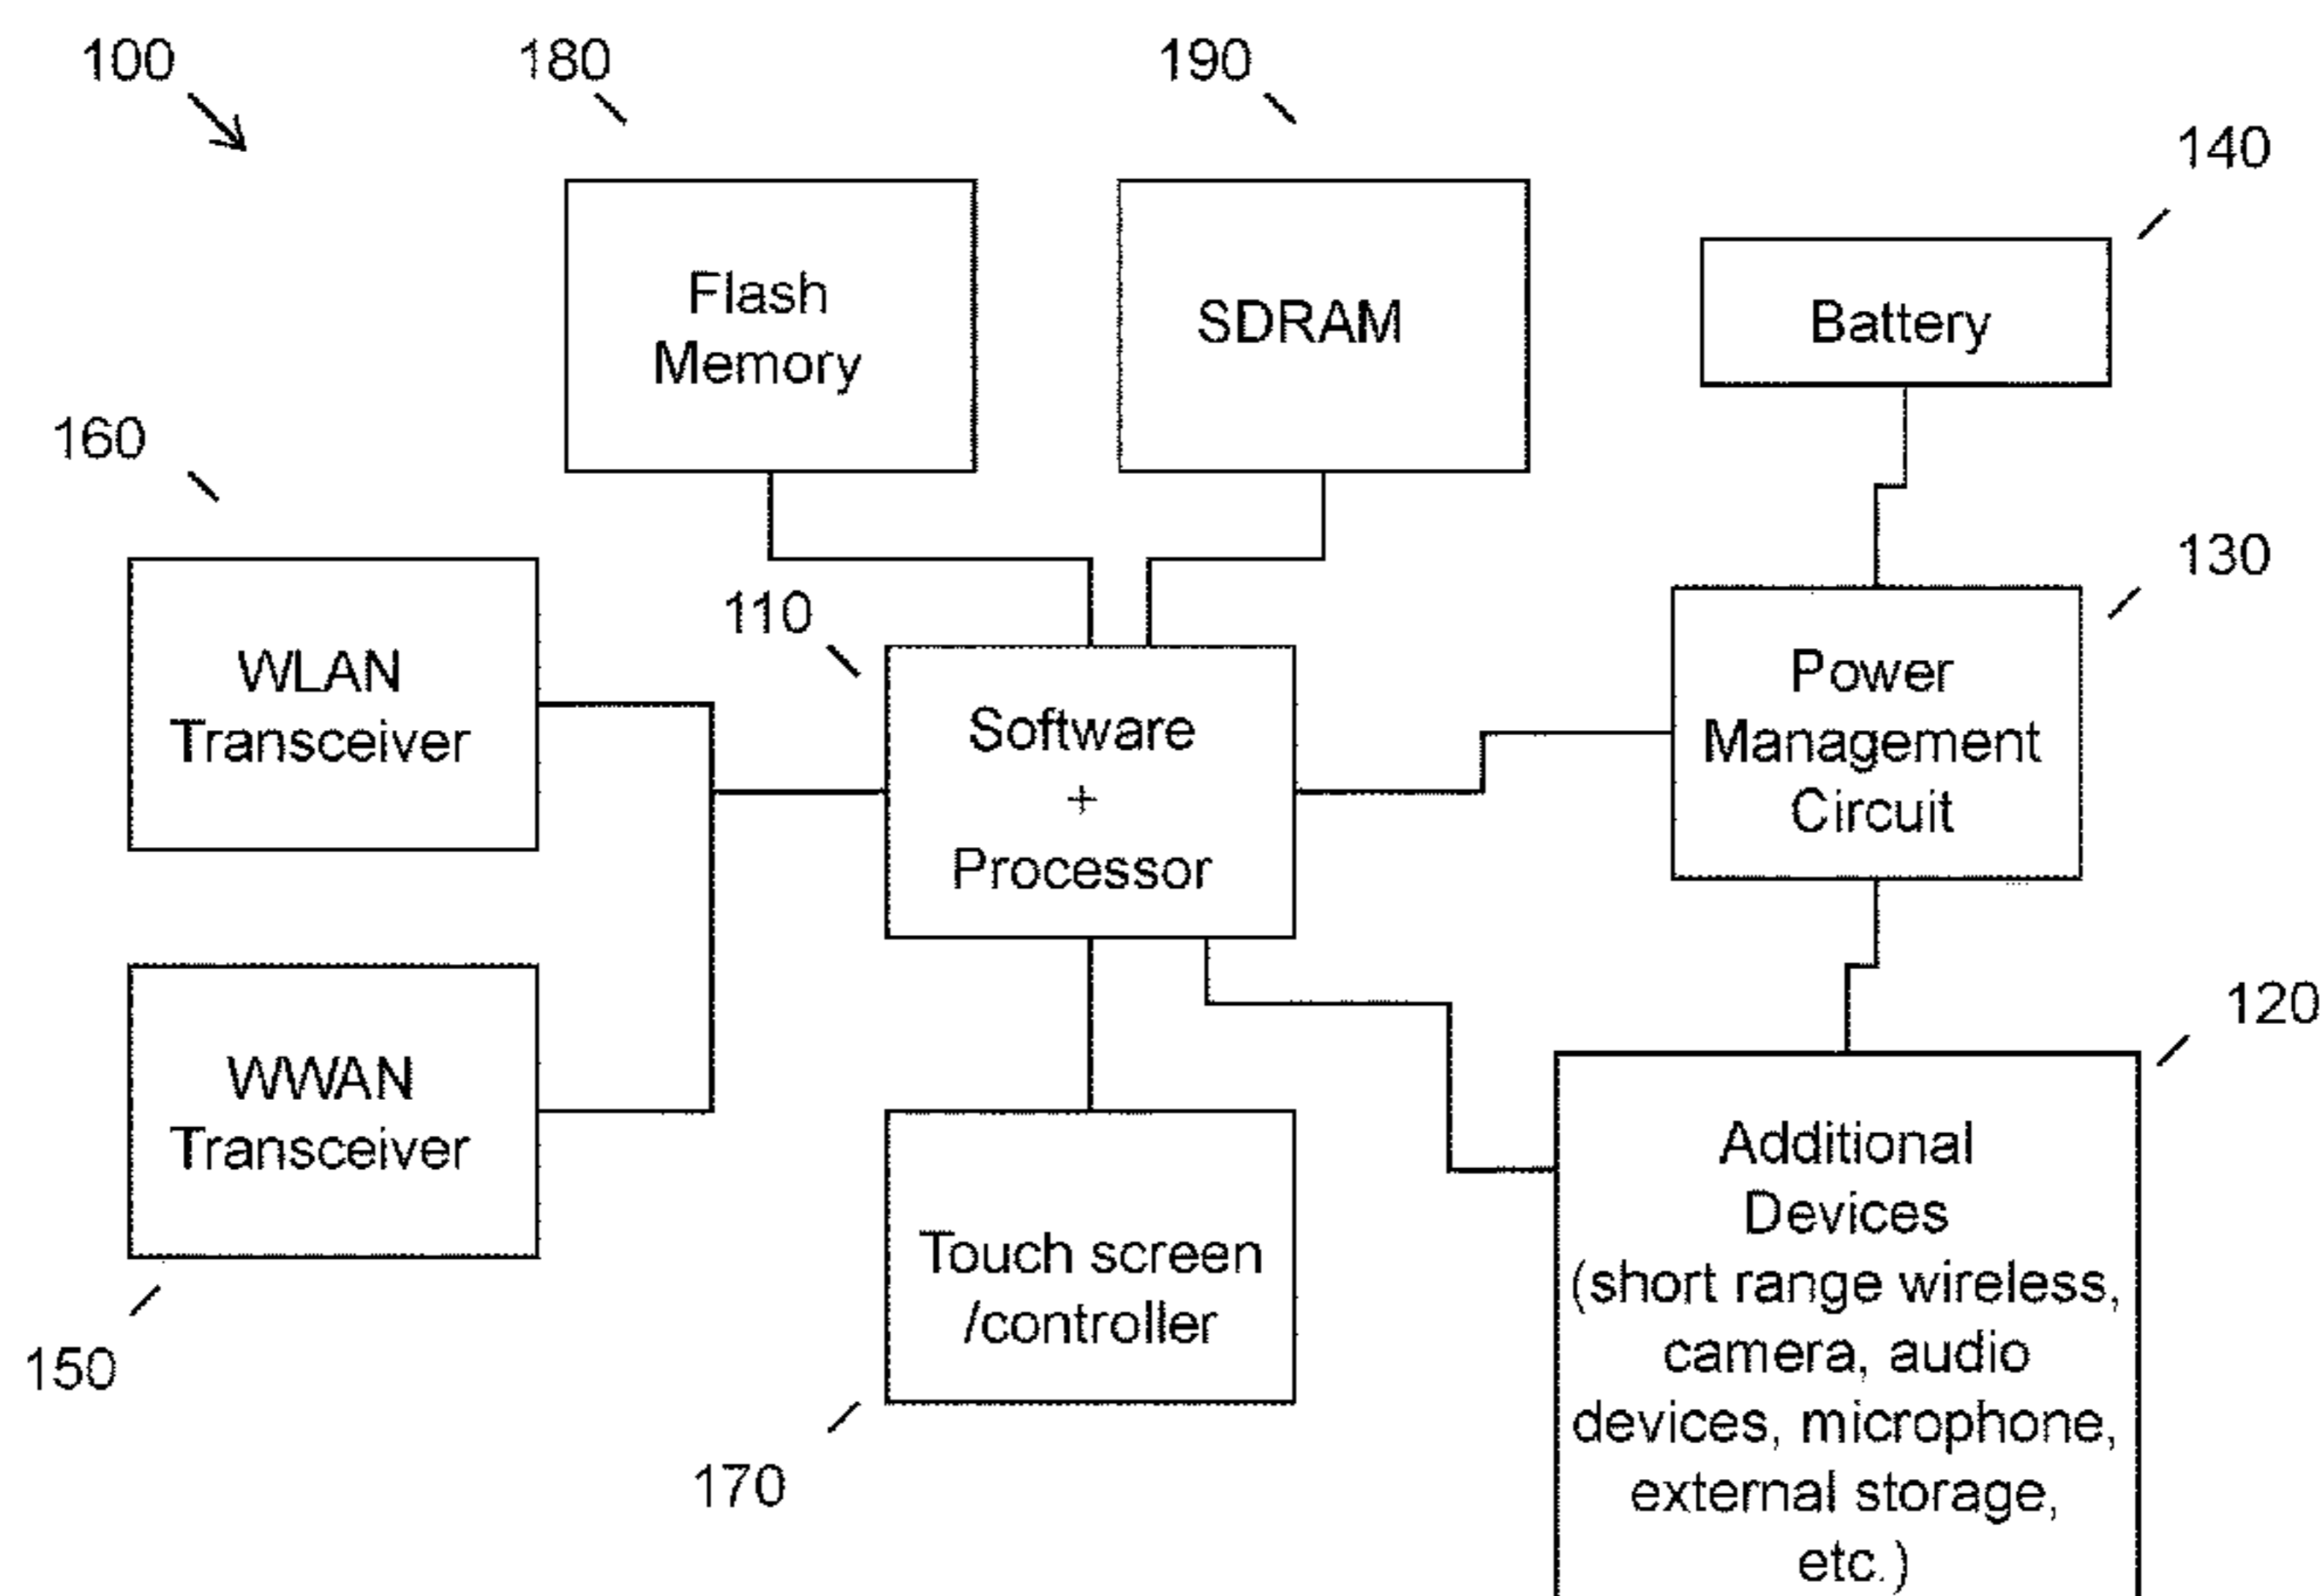 100
180
190
140
Flash
Memory
SDRAM
Battery
160
130
110
WLAN
Transceiver
Software
+
Processor
Power
Management
Circuit
120
WWAN
Transceiver
Touch screen
/controller
Additional
Devices
(short range wireless,
camera, audio
devices, microphone,
external storage,
etc.)
150
170